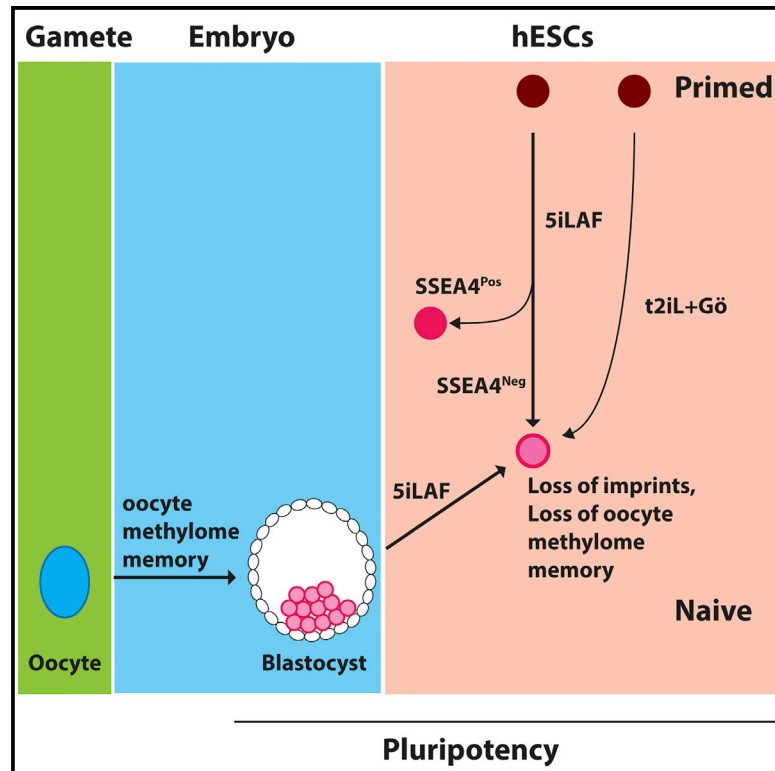 Gamete
Embryo
hESCs
Primed
5iLAF
SSEA4Pos
t2iL+Gö
SSEA4Neg
5iLAF
oocyte
methylome
memory
Loss of imprints,
Loss of oocyte
methylome
memory
Naive
Oocyte
Blastocyst
Pluripotency